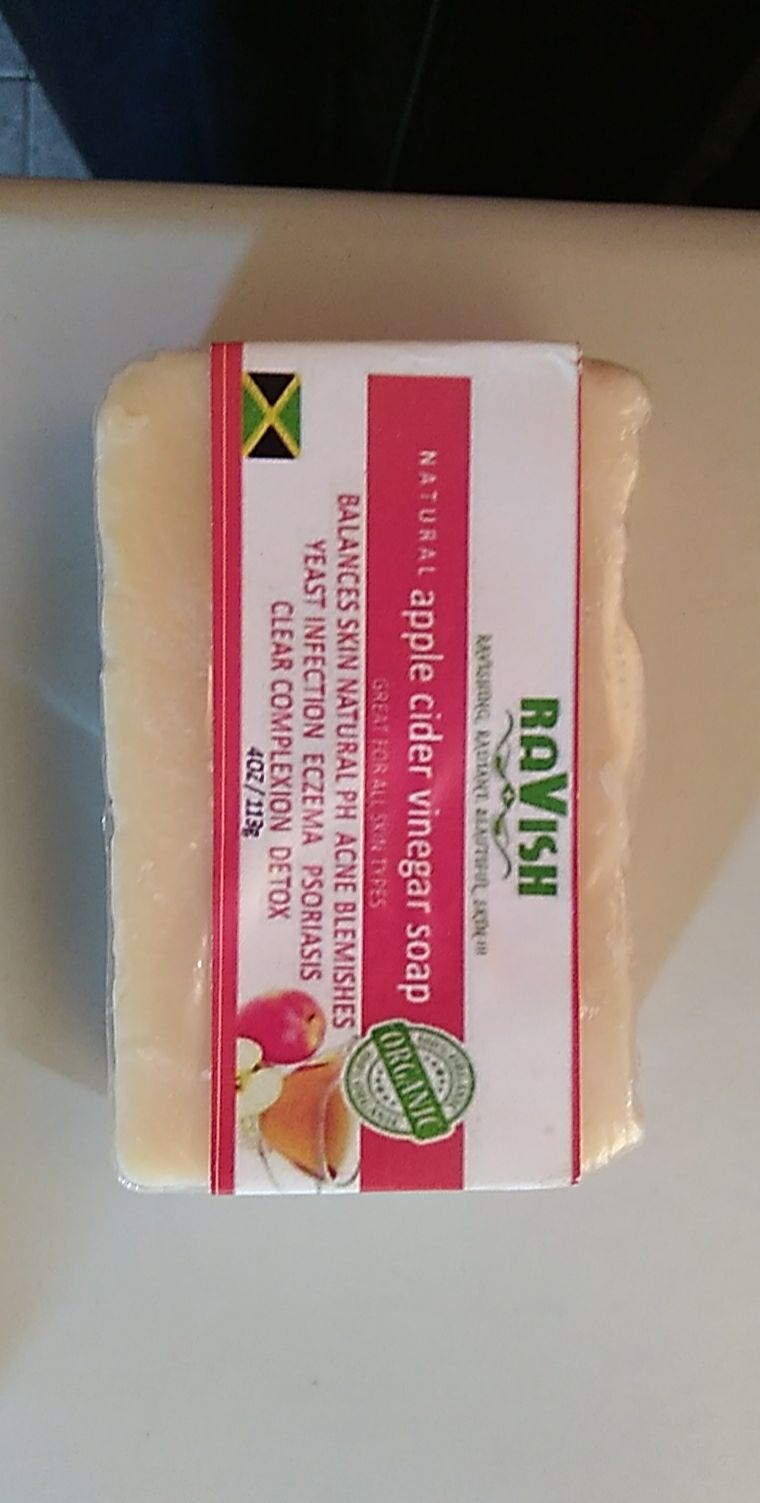 RAVISH
RAVISHING, RADIANT, BEAUTIFUL, SKIN!!!
NATURAL apple cider vinegar soap
GREAT FOR ALL SKIN TYPES
ORGANIC
BALANCES SKIN NATURAL PH ACNE BLEMISHES
YEAST INFECTION ECZEMA PSORIASIS
CLEAR COMPLEXION DETOX
4OZ/113g